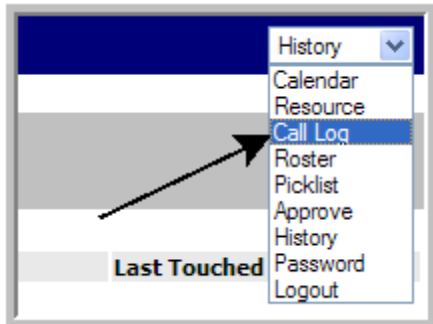 History
Calendar
Resource
Call Log
Roster
Picklist
Approve
History
Last Touched Password
Logout